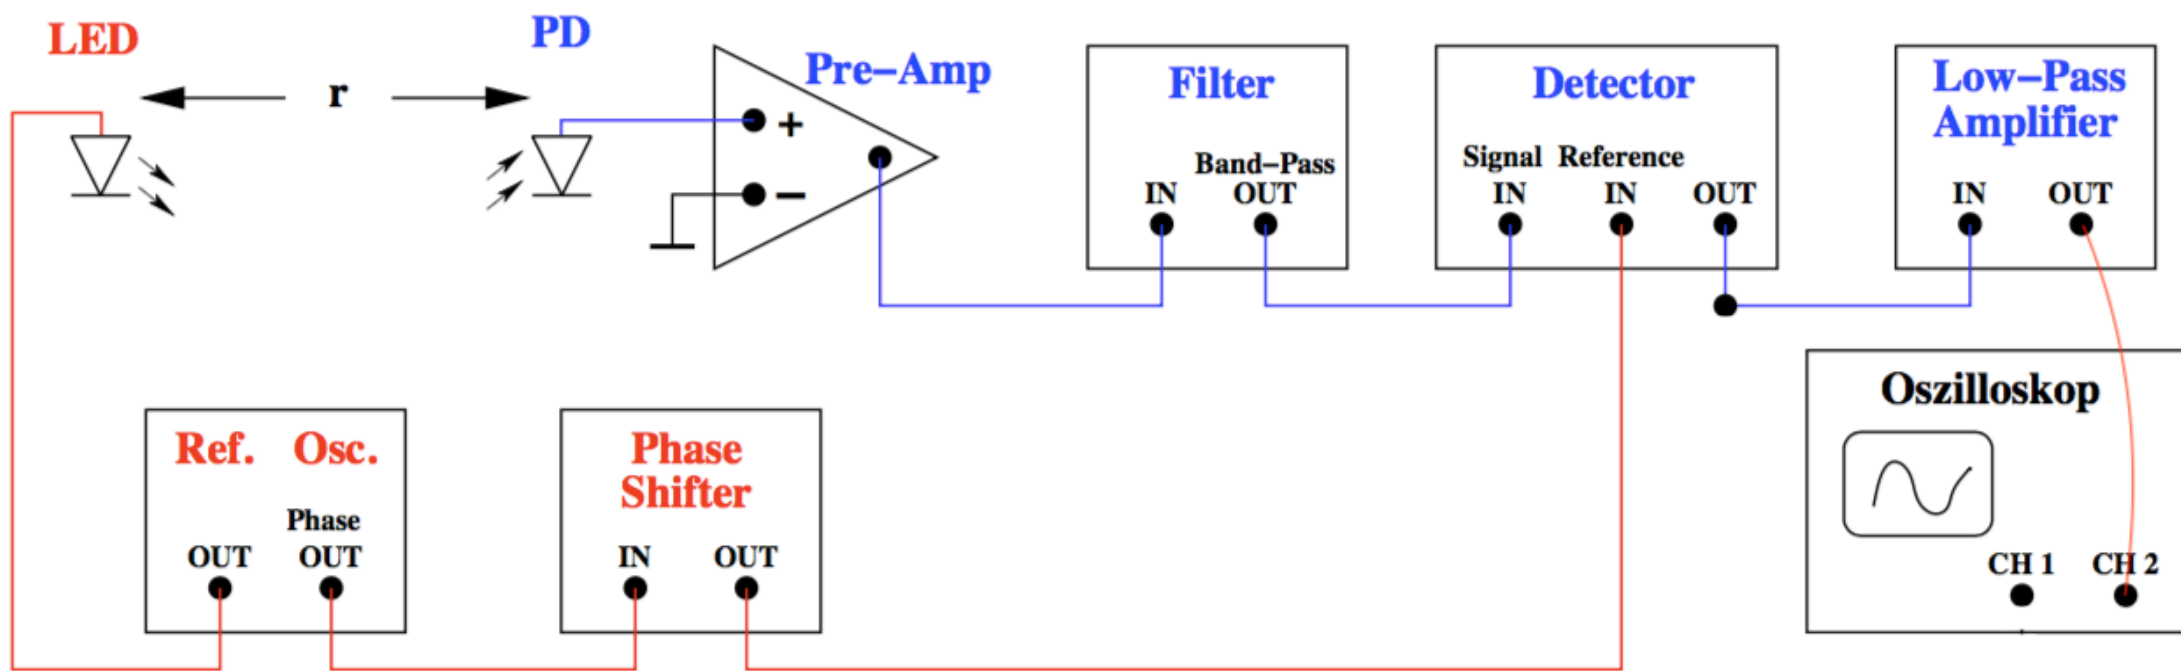 LED
r
PD
Pre–Amp
+
–
Filter
Band–Pass
IN OUT
Detector
Signal Reference
IN IN OUT
Low–Pass
Amplifier
IN OUT
Ref. Osc.
Phase
OUT OUT
Phase
Shifter
IN OUT
Oszilloskop
CH 1 CH 2